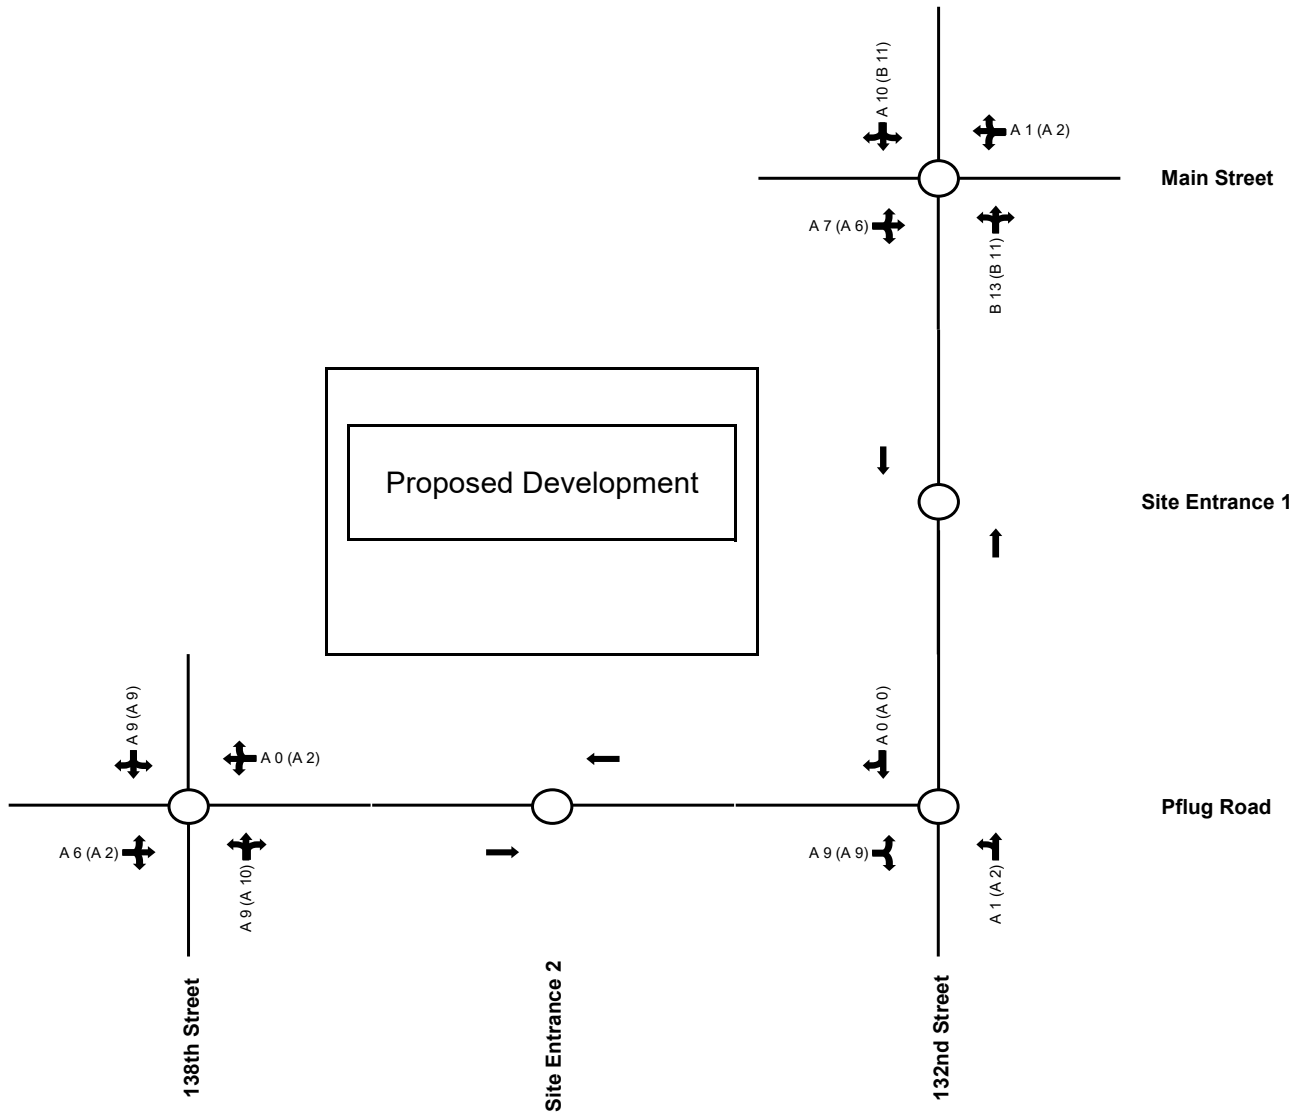 A 10 (B 11)
A 1 (A 2)
Main Street
A 7 (A 6)
B 13 (B 11)
Proposed Development
Site Entrance 1
A 9 (A 9)
A 0 (A 2)
A 0 (A 0)
Pflug Road
A 6 (A 2)
A 9 (A 10)
A 9 (A 9)
A 1 (A 2)
138th Street
Site Entrance 2
132nd Street